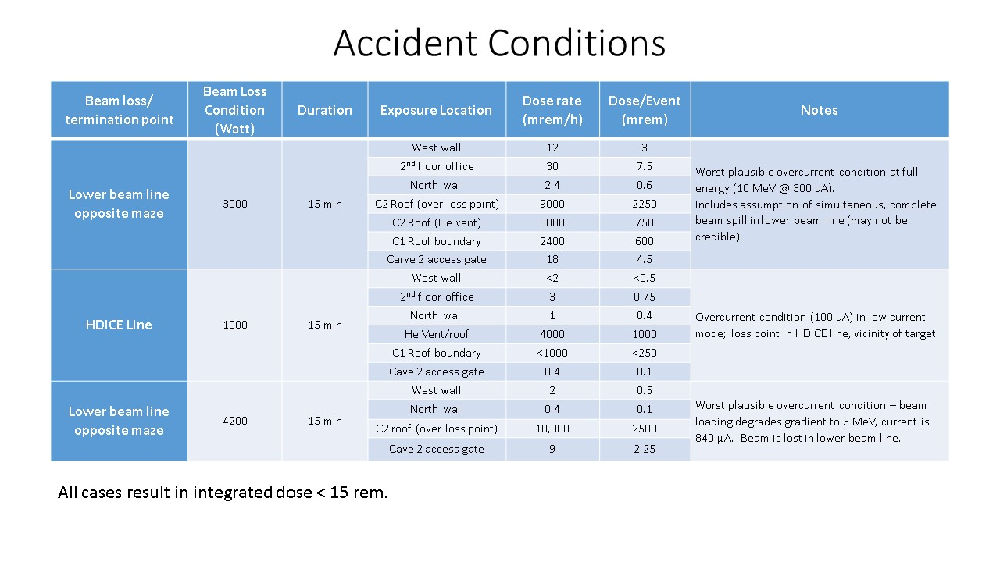 Accident Conditions
Beam loss/
termination point
Beam Loss
Condition
(Watt)
Duration
Exposure Location
Dose rate
(mrem/h)
Dose/Event
(mrem)
Notes
Lower beam line
opposite maze
3000
15 min
West wall 12 3
2nd floor office 30 7.5
North wall 2.4 0.6
C2 Roof (over loss point) 9000 2250
C2 Roof (He vent) 3000 750
C1 Roof boundary 2400 600
Carve 2 access gate 18 4.5
Worst plausible overcurrent condition at full
energy (10 MeV @ 300 uA).
Includes assumption of simultaneous, complete
beam spill in lower beam line (may not be
credible).
HDICE Line
1000
15 min
West wall <2 <0.5
2nd floor office 3 0.75
North wall 1 0.4
He Vent/roof 4000 1000
C1 Roof boundary <1000 <250
Cave 2 access gate 0.4 0.1
Overcurrent condition (100 uA) in low current
mode; loss point in HDICE line, vicinity of target
Lower beam line
opposite maze
4200
15 min
West wall 2 0.5
North wall 0.4 0.1
C2 roof (over loss point) 10,000 2500
Cave 2 access gate 9 2.25
Worst plausible overcurrent condition – beam
loading degrades gradient to 5 MeV, current is
840 µA. Beam is lost in lower beam line.
All cases result in integrated dose < 15 rem.